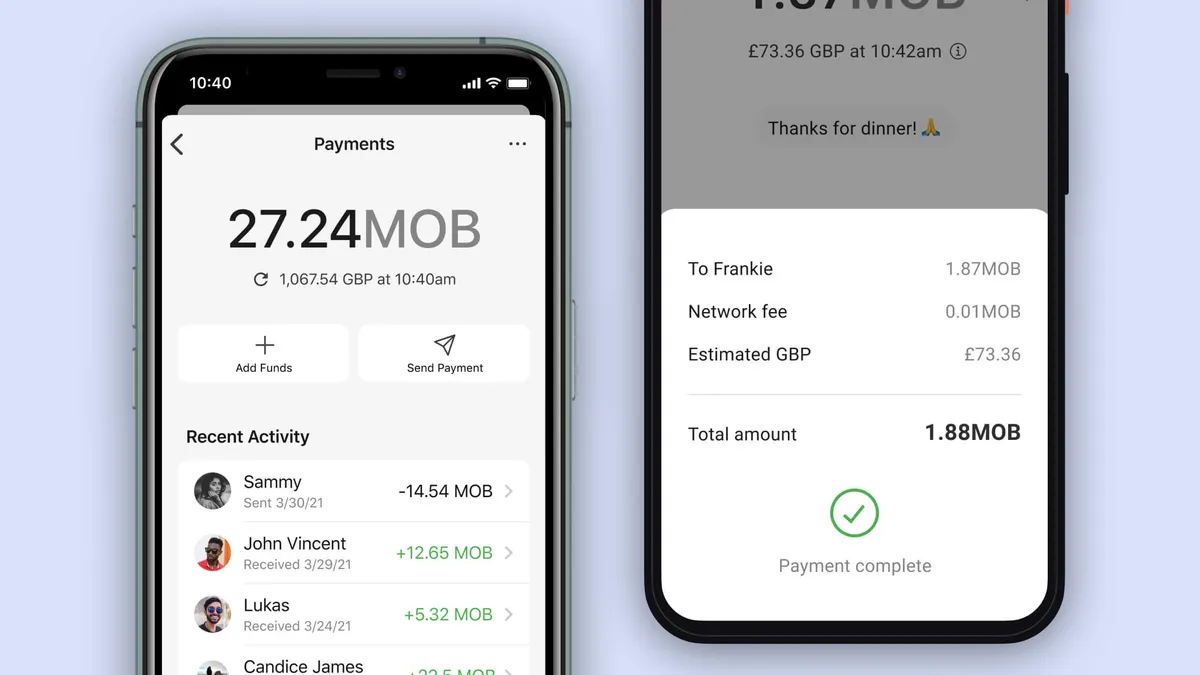 10:40
Payments
27.24MOB
1,067.54 GBP at 10:40am
Add Funds
Send Payment
Recent Activity
Sammy
-14.54 MOB
Sent 3/30/21
John Vincent
+12.65 MOB
Received 3/29/21
Lukas
+5.32 MOB
Received 3/24/21
Candice James
£73.36 GBP at 10:42am
Thanks for dinner! 🙏
To Frankie 1.87MOB
Network fee 0.01MOB
Estimated GBP £73.36
Total amount 1.88MOB
Payment complete